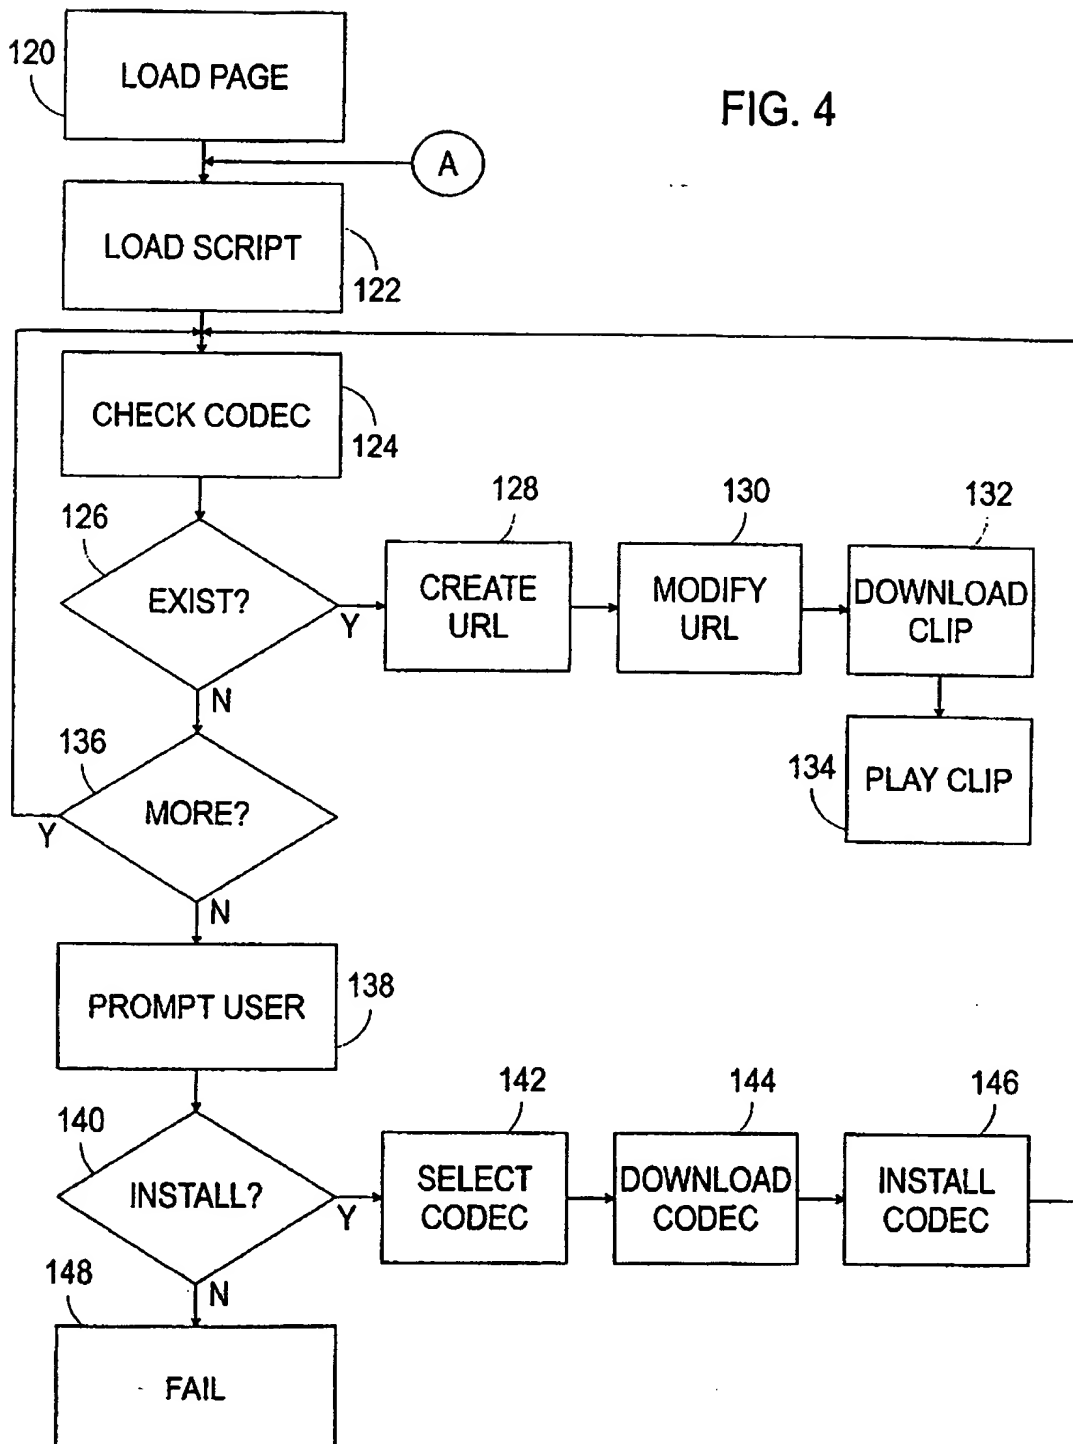 120
LOAD PAGE
FIG. 4
A
LOAD SCRIPT
122
CHECK CODEC
124
126
EXIST?
Y
N
128
CREATE
URL
130
MODIFY
URL
132
DOWNLOAD
CLIP
134
PLAY CLIP
136
MORE?
Y
N
PROMPT USER
138
140
INSTALL?
Y
N
142
SELECT
CODEC
144
DOWNLOAD
CODEC
146
INSTALL
CODEC
148
FAIL